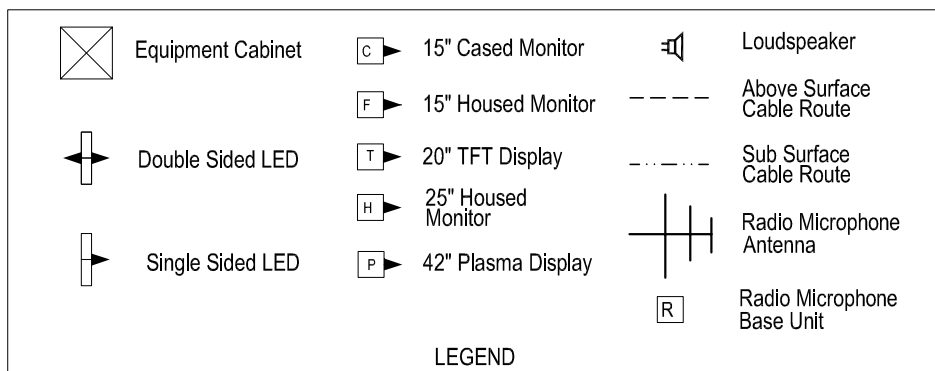 Equipment Cabinet
Double Sided LED
Single Sided LED
C 15" Cased Monitor
F 15" Housed Monitor
T 20" TFT Display
H 25" Housed
Monitor
P 42" Plasma Display
Loudspeaker
Above Surface
Cable Route
Sub Surface
Cable Route
Radio Microphone
Antenna
R Radio Microphone
Base Unit
LEGEND